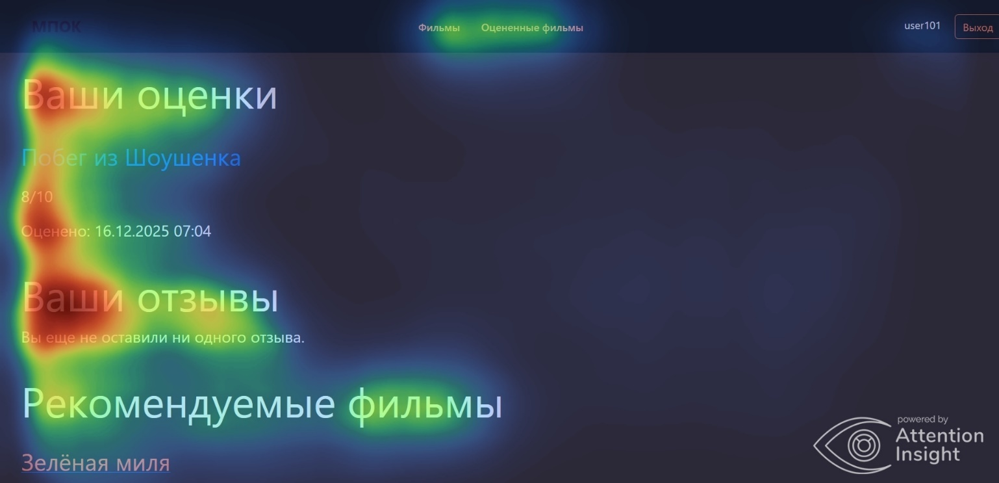 МПОК
Фильмы Оцененные фильмы user101 Выход
Ваши оценки
Побег из Шоушенка
8/10
Оценено: 16.12.2025 07:04
Ваши отзывы
Вы еще не оставили ни одного отзыва.
Рекомендуемые фильмы
Зелёная миля
powered by
Attention
Insight